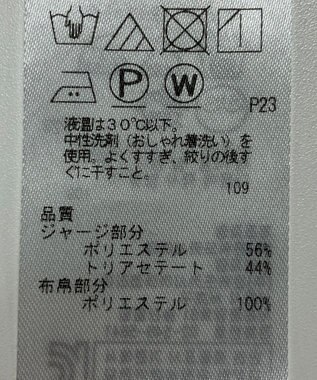 P W
P23
液温は30℃以下。
中性洗剤(おしゃれ着洗い)を
使用。よくすすぎ、絞りの後す
ぐに干すこと。
109
品質
ジャージ部分
ポリエステル 56%
トリアセテート 44%
布帛部分
ポリエステル 100%